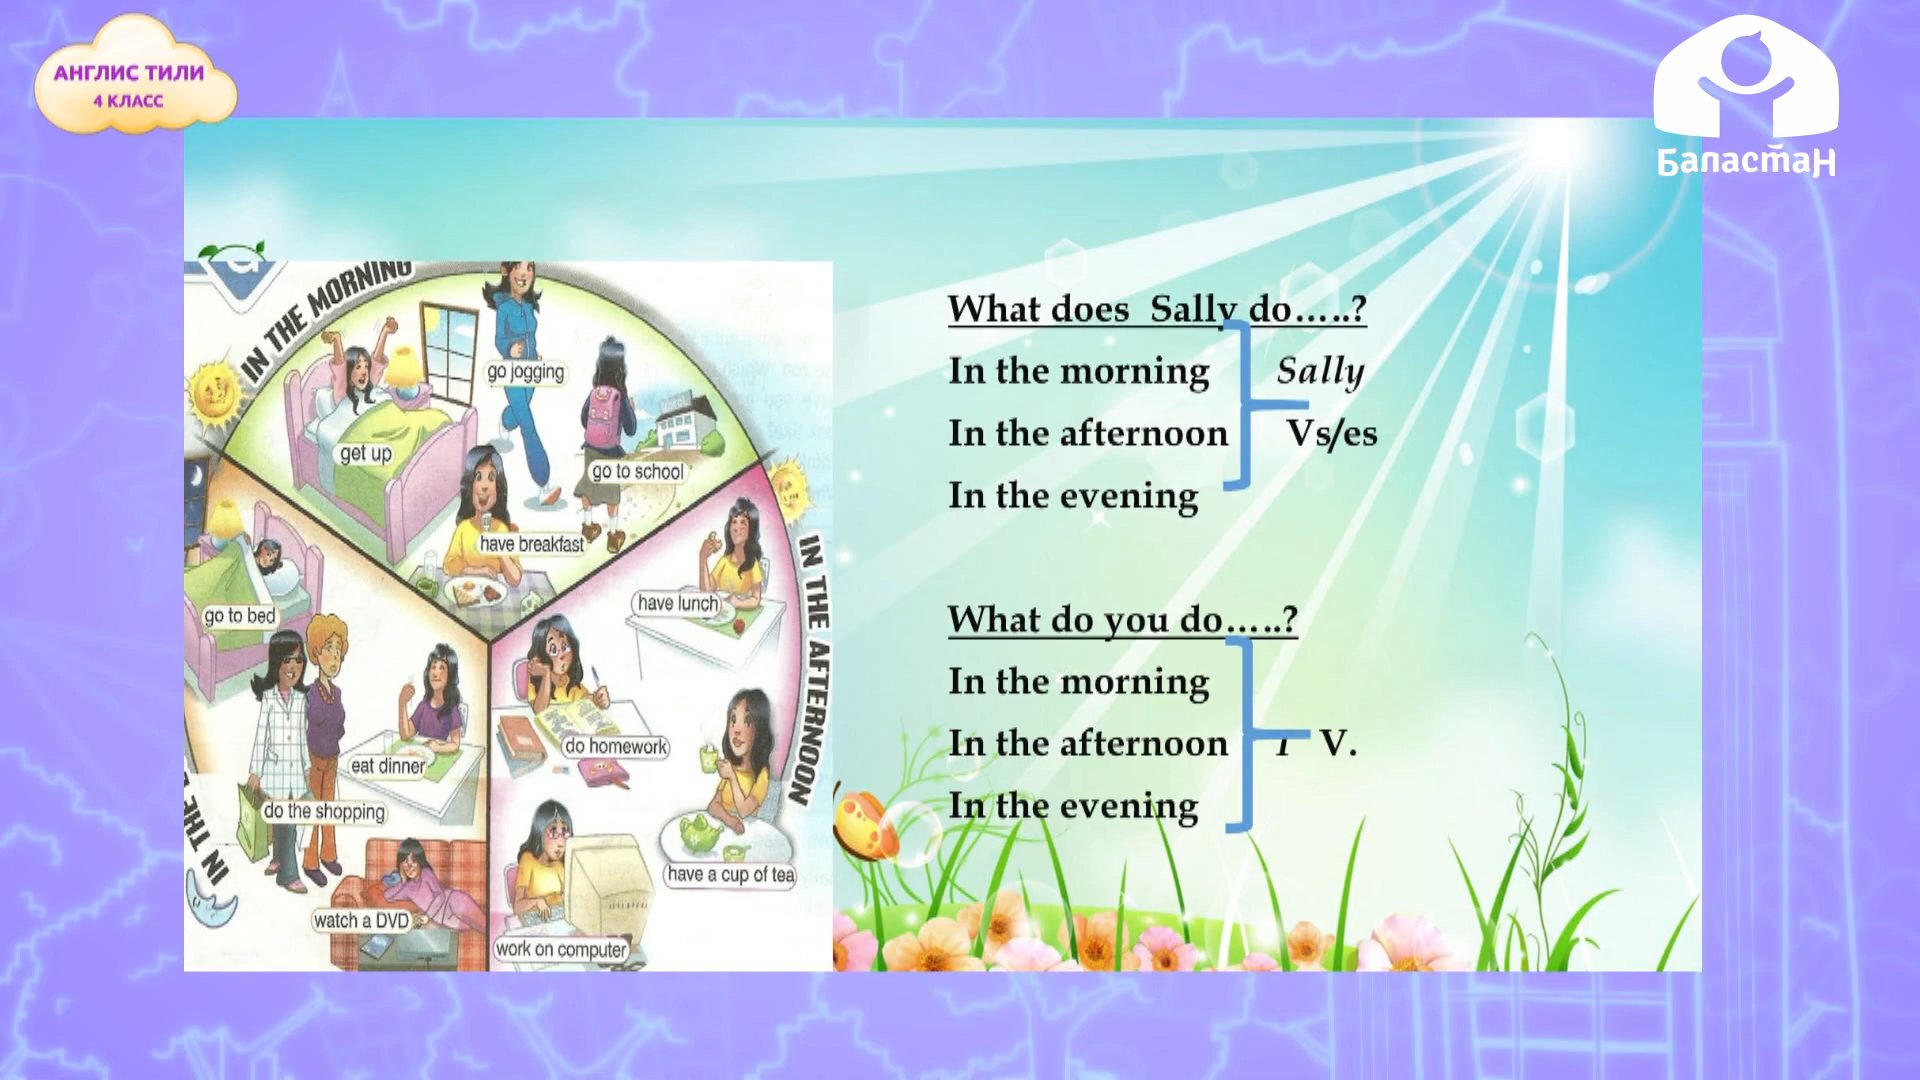 АНГЛИС ТИЛИ
4 КЛАСС
Баластан
IN THE MORNING
go jogging
get up
go to school
have breakfast
IN THE AFTERNOON
have lunch
do homework
have a cup of tea
work on computer
go to bed
eat dinner
do the shopping
watch a DVD
IN THE
What does Sally do…..?
In the morning Sally
In the afternoon Vs/es
In the evening
What do you do…..?
In the morning
In the afternoon I V.
In the evening